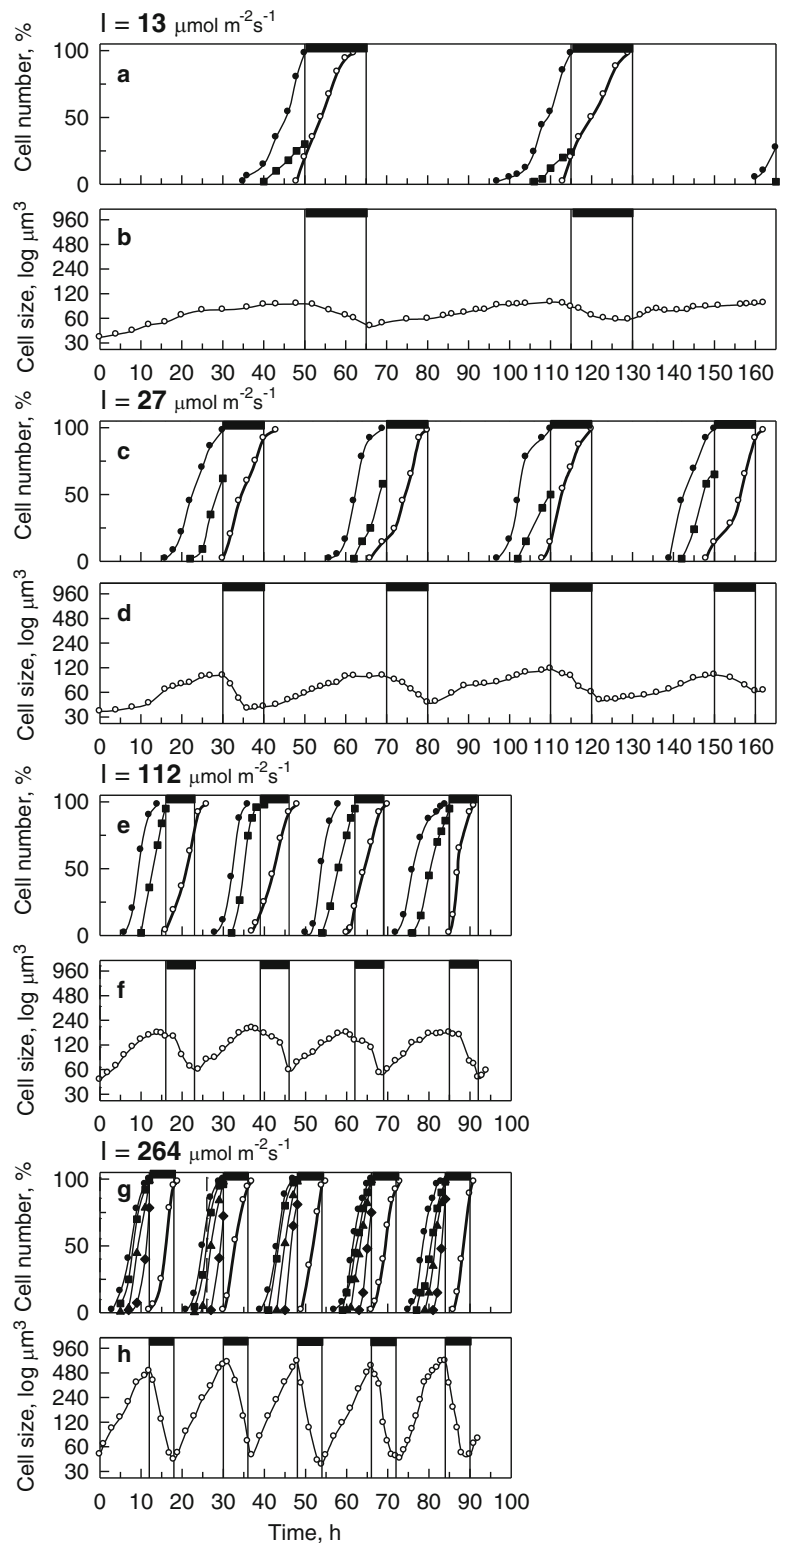 I = 13 μmol m-2s-1
Cell number, %
100
50
0
a
Cell size, log μm3
960
480
240
120
60
30
b
0 10 20 30 40 50 60 70 80 90 100 110 120 130 140 150 160
I = 27 μmol m-2s-1
Cell number, %
100
50
0
c
Cell size, log μm3
960
480
240
120
60
30
d
0 10 20 30 40 50 60 70 80 90 100 110 120 130 140 150 160
I = 112 μmol m-2s-1
Cell number, %
100
50
0
e
Cell size, log μm3
960
480
240
120
60
30
f
0 10 20 30 40 50 60 70 80 90 100
I = 264 μmol m-2s-1
Cell number, %
100
50
0
g
Cell size, log μm3
960
480
240
120
60
30
h
0 10 20 30 40 50 60 70 80 90 100
Time, h